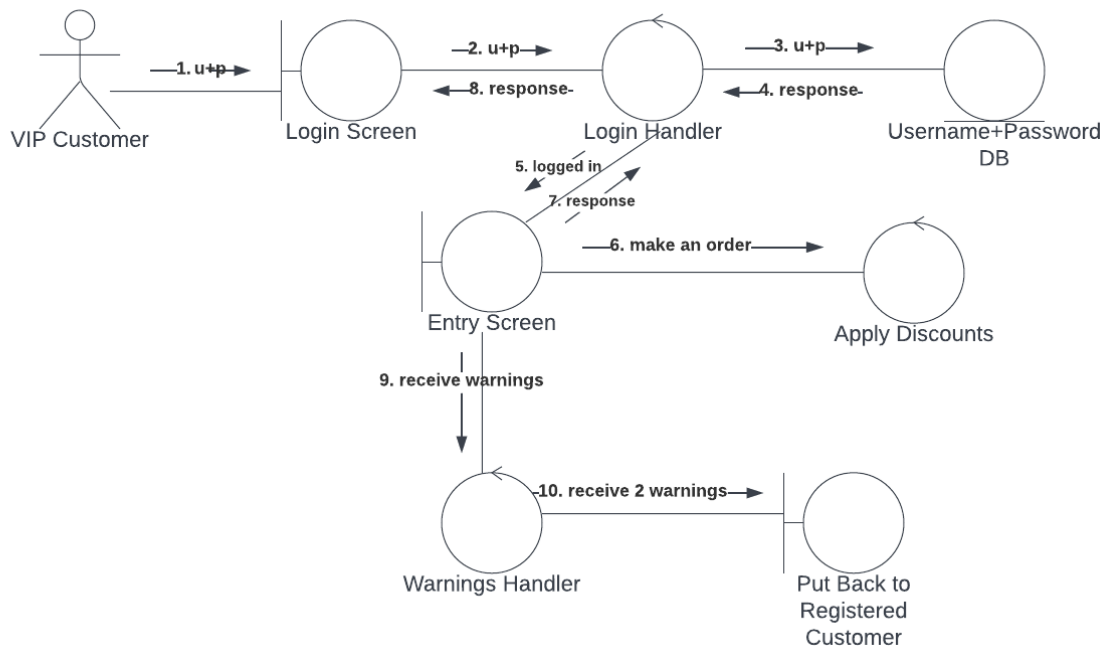 1. u+p
2. u+p
3. u+p
8. response
4. response
VIP Customer
Login Screen
Login Handler
Username+Password
DB
5. logged in
7. response
6. make an order
Entry Screen
Apply Discounts
9. receive warnings
10. receive 2 warnings
Warnings Handler
Put Back to
Registered
Customer